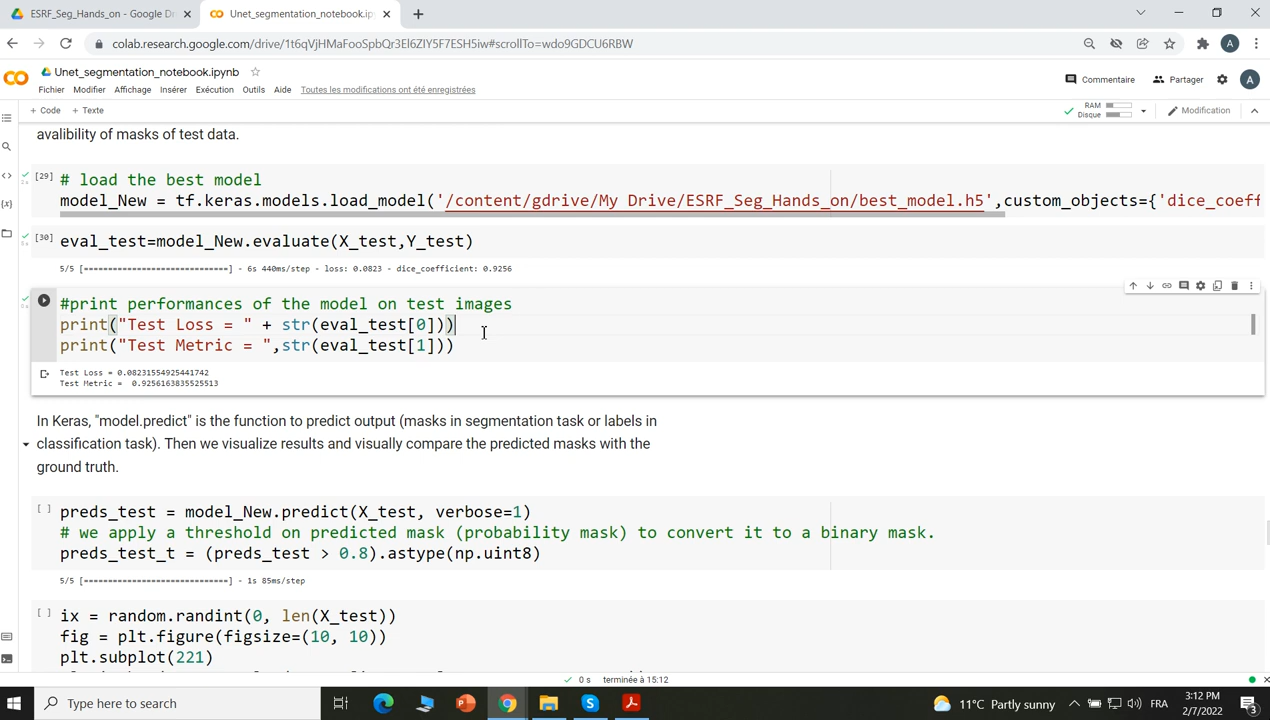 ESRF_Seg_Hands_on - Google Dr
Unet_segmentation_notebook.ip
colab.research.google.com/drive/1t6qVjHMaFooSpbQr3El6ZIY5F7ESH5iw#scrollTo=wdo9GDCU6RBW
A
Unet_segmentation_notebook.ipynb
Commentaire
Partager
A
Fichier Modifier Affichage Insérer Exécution Outils Aide Toutes les modifications ont été enregistrées
+ Code + Texte
RAM
Disque
Modification
avalibility of masks of test data.
[29] # load the best model
model_New = tf.keras.models.load_model('/content/gdrive/My Drive/ESRF_Seg_Hands_on/best_model.h5',custom_objects={'dice_coeff
[30] eval_test=model_New.evaluate(X_test,Y_test)
5/5 [==============================] - 6s 440ms/step - loss: 0.0823 - dice_coefficient: 0.9256
#print performances of the model on test images
print("Test Loss = " + str(eval_test[0]))
print("Test Metric = ",str(eval_test[1]))
Test Loss = 0.08231554925441742
Test Metric =  0.9256163835525513
In Keras, "model.predict" is the function to predict output (masks in segmentation task or labels in
classification task). Then we visualize results and visually compare the predicted masks with the
ground truth.
[ ] preds_test = model_New.predict(X_test, verbose=1)
# we apply a threshold on predicted mask (probability mask) to convert it to a binary mask.
preds_test_t = (preds_test > 0.8).astype(np.uint8)
5/5 [==============================] - 1s 85ms/step
[ ] ix = random.randint(0, len(X_test))
fig = plt.figure(figsize=(10, 10))
plt.subplot(221)
0 s terminée à 15:12
Type here to search
11°C Partly sunny
FRA
3:12 PM
2/7/2022
3